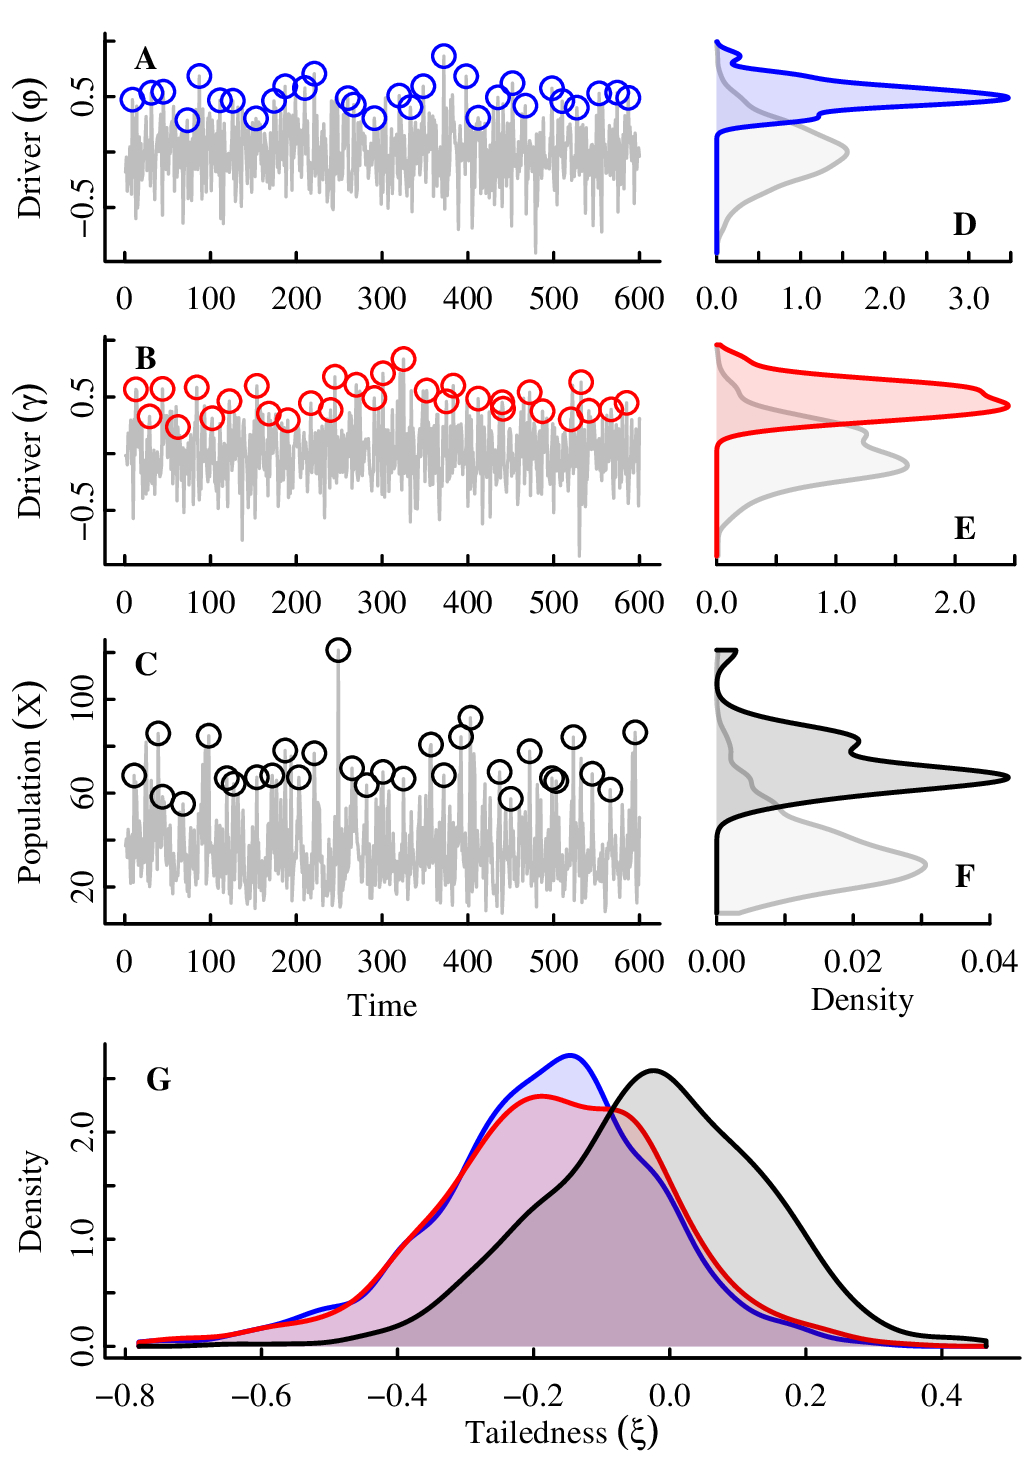 A
Driver (φ)
0.5
−0.5
0 100 200 300 400 500 600
D
0.0 1.0 2.0 3.0
B
Driver (γ)
0.5
−0.5
0 100 200 300 400 500 600
E
0.0 1.0 2.0
C
Population (X)
100
60
20
0 100 200 300 400 500 600
Time
F
0.00 0.02 0.04
Density
G
Density
2.0
1.0
0.0
−0.8 −0.6 −0.4 −0.2 0.0 0.2 0.4
Tailedness (ξ)